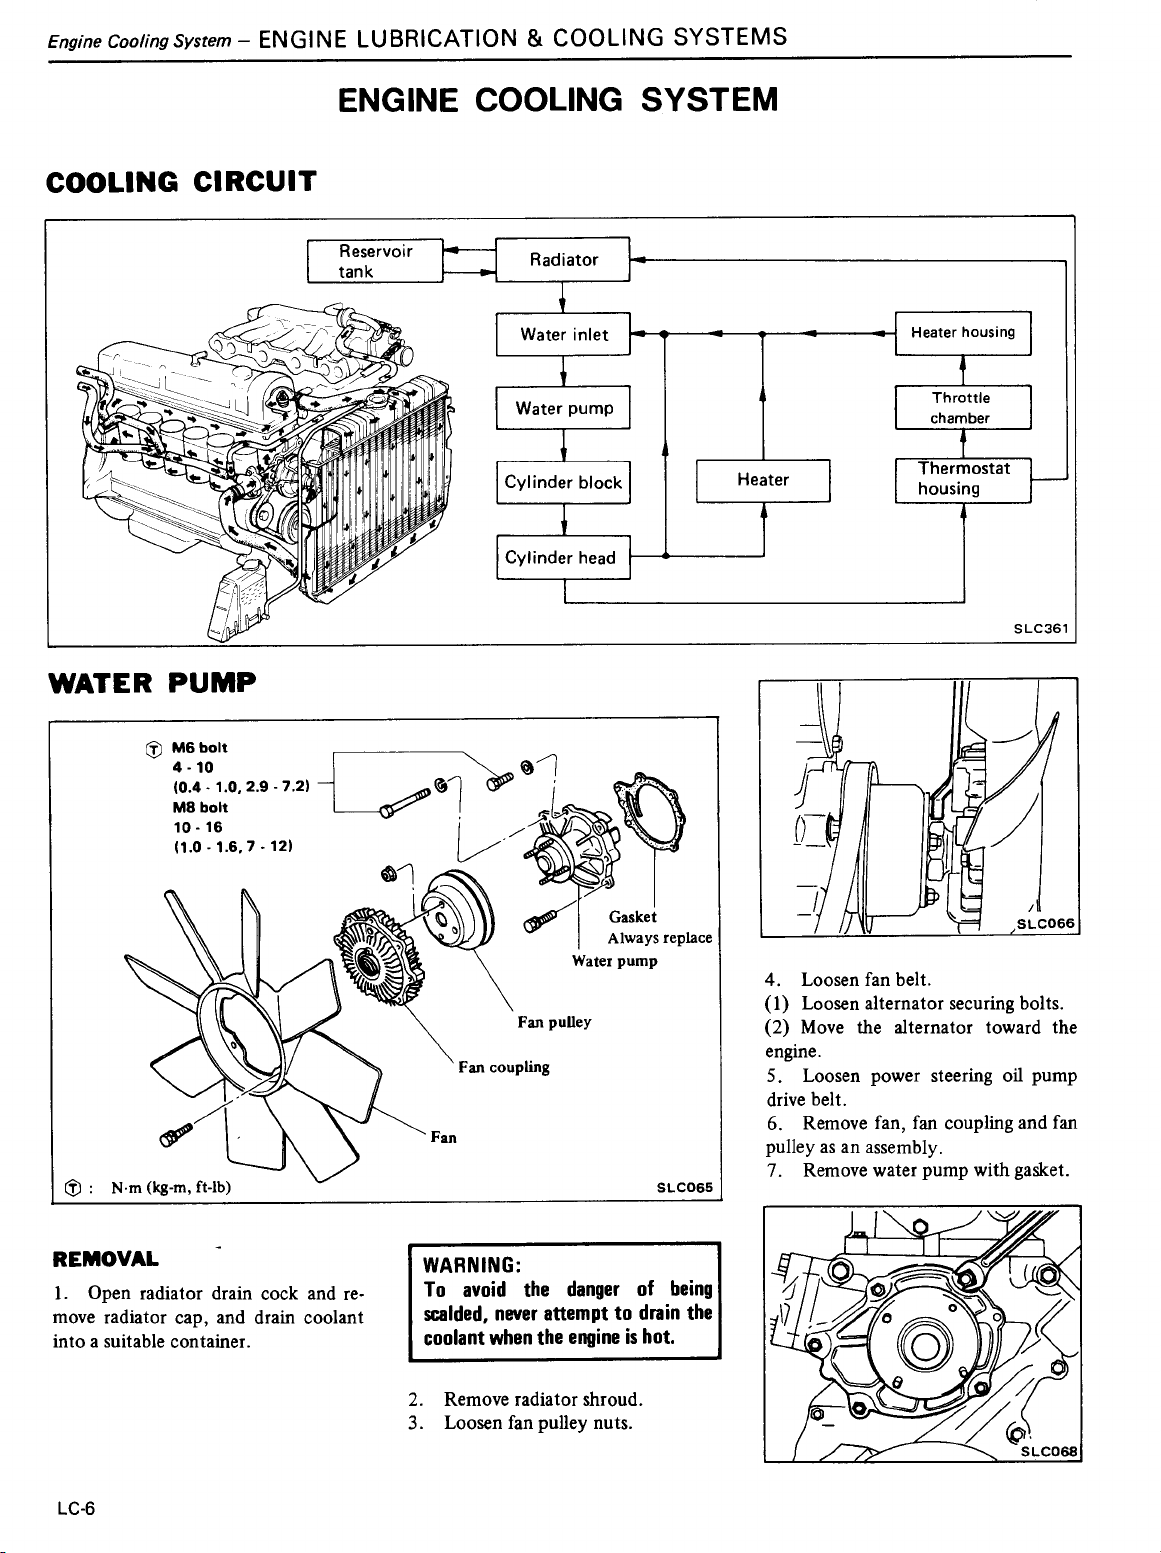 Engine Cooling System – ENGINE LUBRICATION & COOLING SYSTEMS
ENGINE COOLING SYSTEM
COOLING CIRCUIT
Reservoir
tank
Radiator
Water inlet
Heater housing
Water pump
Throttle
chamber
Cylinder block
Heater
Thermostat
housing
Cylinder head
SLC361
WATER PUMP
Ⓣ M6 bolt
4 - 10
(0.4 - 1.0, 2.9 - 7.2)
M8 bolt
10 - 16
(1.0 - 1.6, 7 - 12)
Gasket
Always replace
Water pump
Fan pulley
Fan coupling
Fan
Ⓣ : N·m (kg-m, ft-lb)
SLC065
REMOVAL
1. Open radiator drain cock and re-
move radiator cap, and drain coolant
into a suitable container.
WARNING:
To avoid the danger of being
scalded, never attempt to drain the
coolant when the engine is hot.
2. Remove radiator shroud.
3. Loosen fan pulley nuts.
SLC066
4. Loosen fan belt.
(1) Loosen alternator securing bolts.
(2) Move the alternator toward the
engine.
5. Loosen power steering oil pump
drive belt.
6. Remove fan, fan coupling and fan
pulley as an assembly.
7. Remove water pump with gasket.
SLC068
LC-6